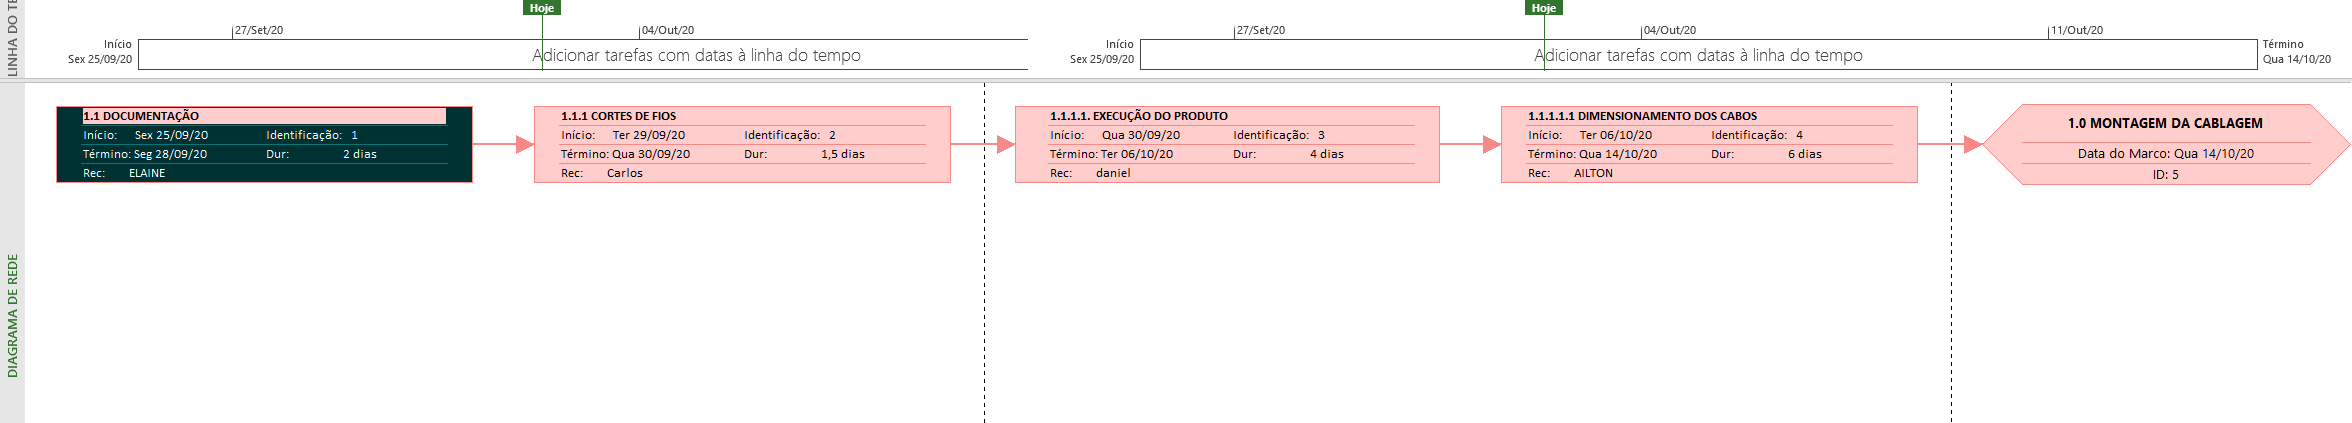 LINHA DO TE
Hoje
27/Set/20
04/Out/20
Início
Sex 25/09/20
Adicionar tarefas com datas à linha do tempo
Hoje
27/Set/20
04/Out/20
11/Out/20
Início
Sex 25/09/20
Adicionar tarefas com datas à linha do tempo
Término
Qua 14/10/20
DIAGRAMA DE REDE
1.1 DOCUMENTAÇÃO
Início: Sex 25/09/20 Identificação: 1
Término: Seg 28/09/20 Dur: 2 dias
Rec: ELAINE
1.1.1 CORTES DE FIOS
Início: Ter 29/09/20 Identificação: 2
Término: Qua 30/09/20 Dur: 1,5 dias
Rec: Carlos
1.1.1.1. EXECUÇÃO DO PRODUTO
Início: Qua 30/09/20 Identificação: 3
Término: Ter 06/10/20 Dur: 4 dias
Rec: daniel
1.1.1.1.1 DIMENSIONAMENTO DOS CABOS
Início: Ter 06/10/20 Identificação: 4
Término: Qua 14/10/20 Dur: 6 dias
Rec: AILTON
1.0 MONTAGEM DA CABLAGEM
Data do Marco: Qua 14/10/20
ID: 5